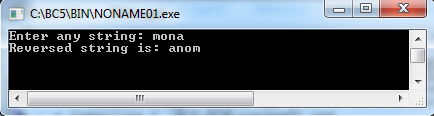 C:\BC5\BIN\NONAME01.exe
Enter any string: mona
Reversed string is: anom